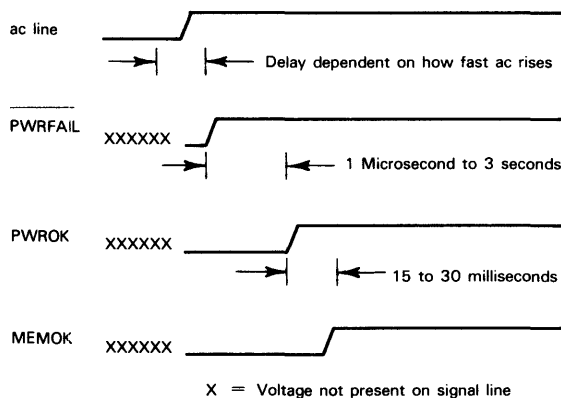 ac line
Delay dependent on how fast ac rises
PWRFAIL XXXXXX
1 Microsecond to 3 seconds
PWROK XXXXXX
15 to 30 milliseconds
MEMOK XXXXXX
X = Voltage not present on signal line